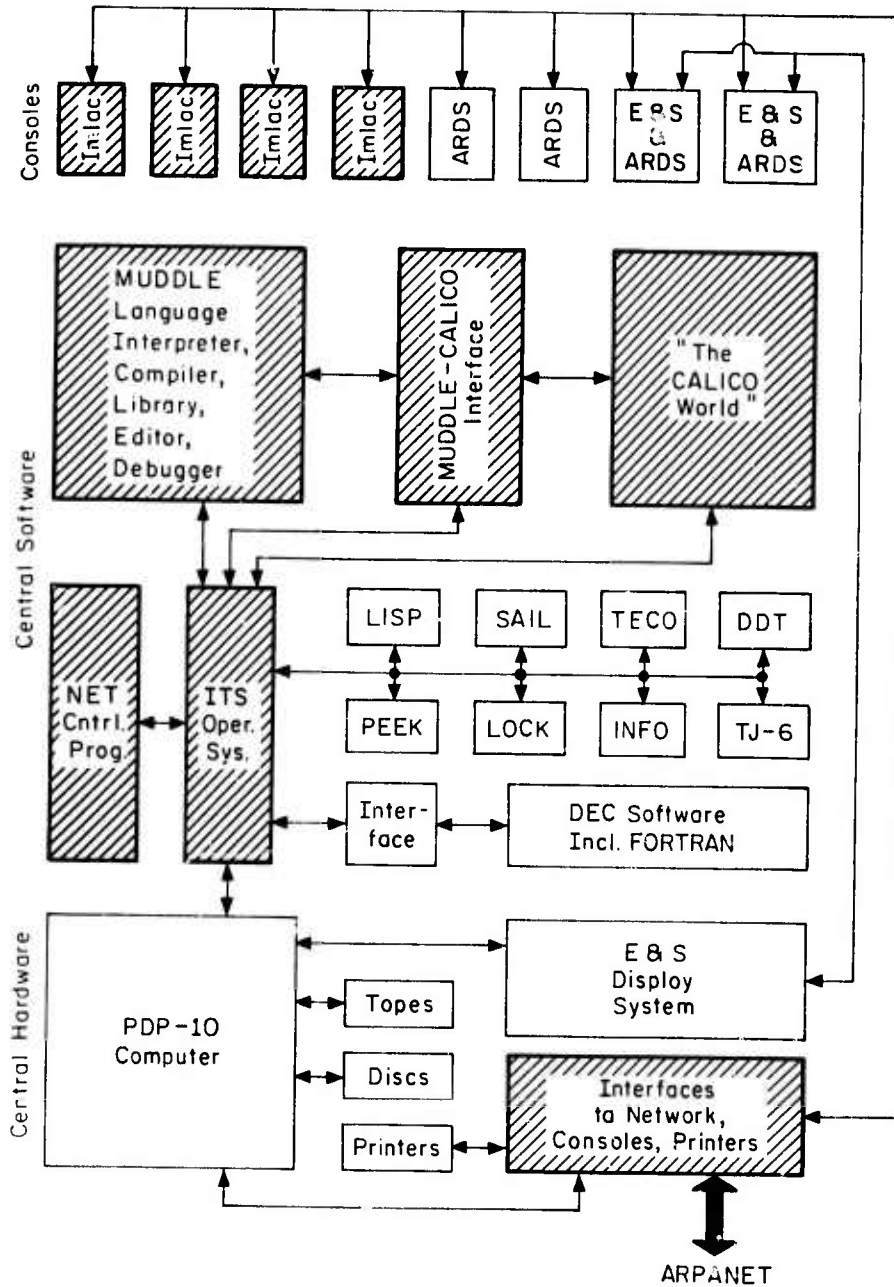 Consoles
Imlac
Imlac
Imlac
Imlac
ARDS
ARDS
E & S
&
ARDS
E & S
&
ARDS
Central Software
MUDDLE
Language
Interpreter,
Compiler,
Library,
Editor,
Debugger
MUDDLE-CALICO
Interface
"The
CALICO
World"
NET
Cntrl.
Prog.
ITS
Oper.
Sys.
LISP
SAIL
TECO
DDT
PEEK
LOCK
INFO
TJ-6
Inter-
face
DEC Software
Incl. FORTRAN
Central Hardware
PDP-10
Computer
E & S
Display
System
Topes
Discs
Printers
Interfaces
to Network,
Consoles, Printers
ARPANET